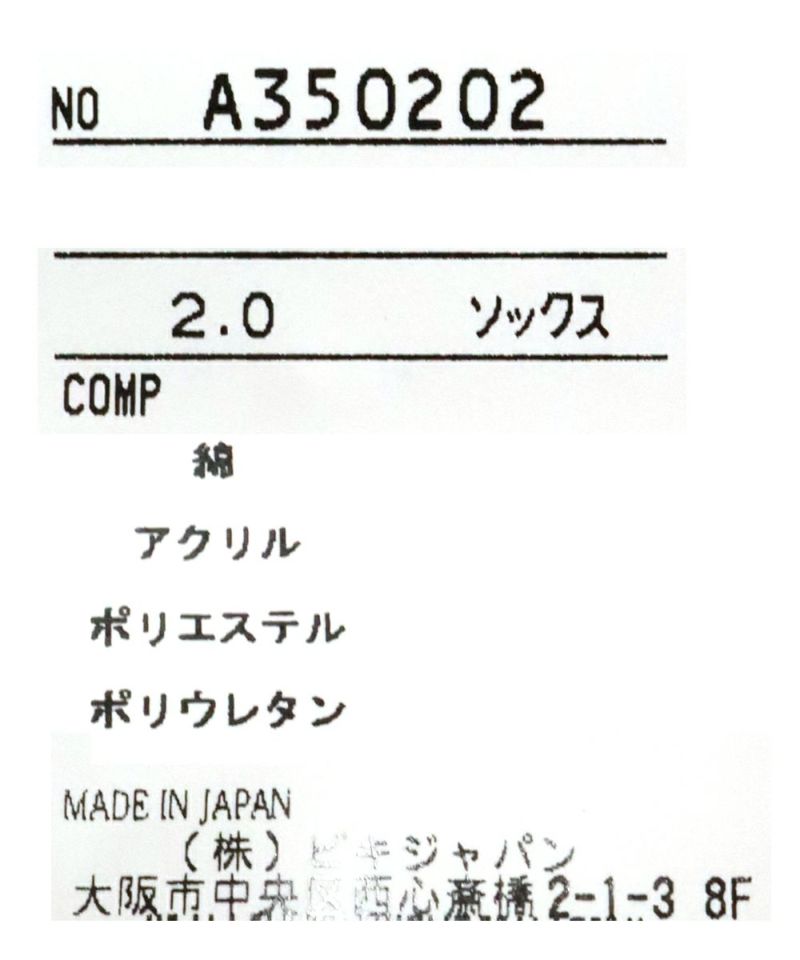 NO A350202
2.0 ソックス
COMP
綿
アクリル
ポリエステル
ポリウレタン
MADE IN JAPAN
(株) ジャパン
大阪市中央区西心斎橋2-1-3 8F